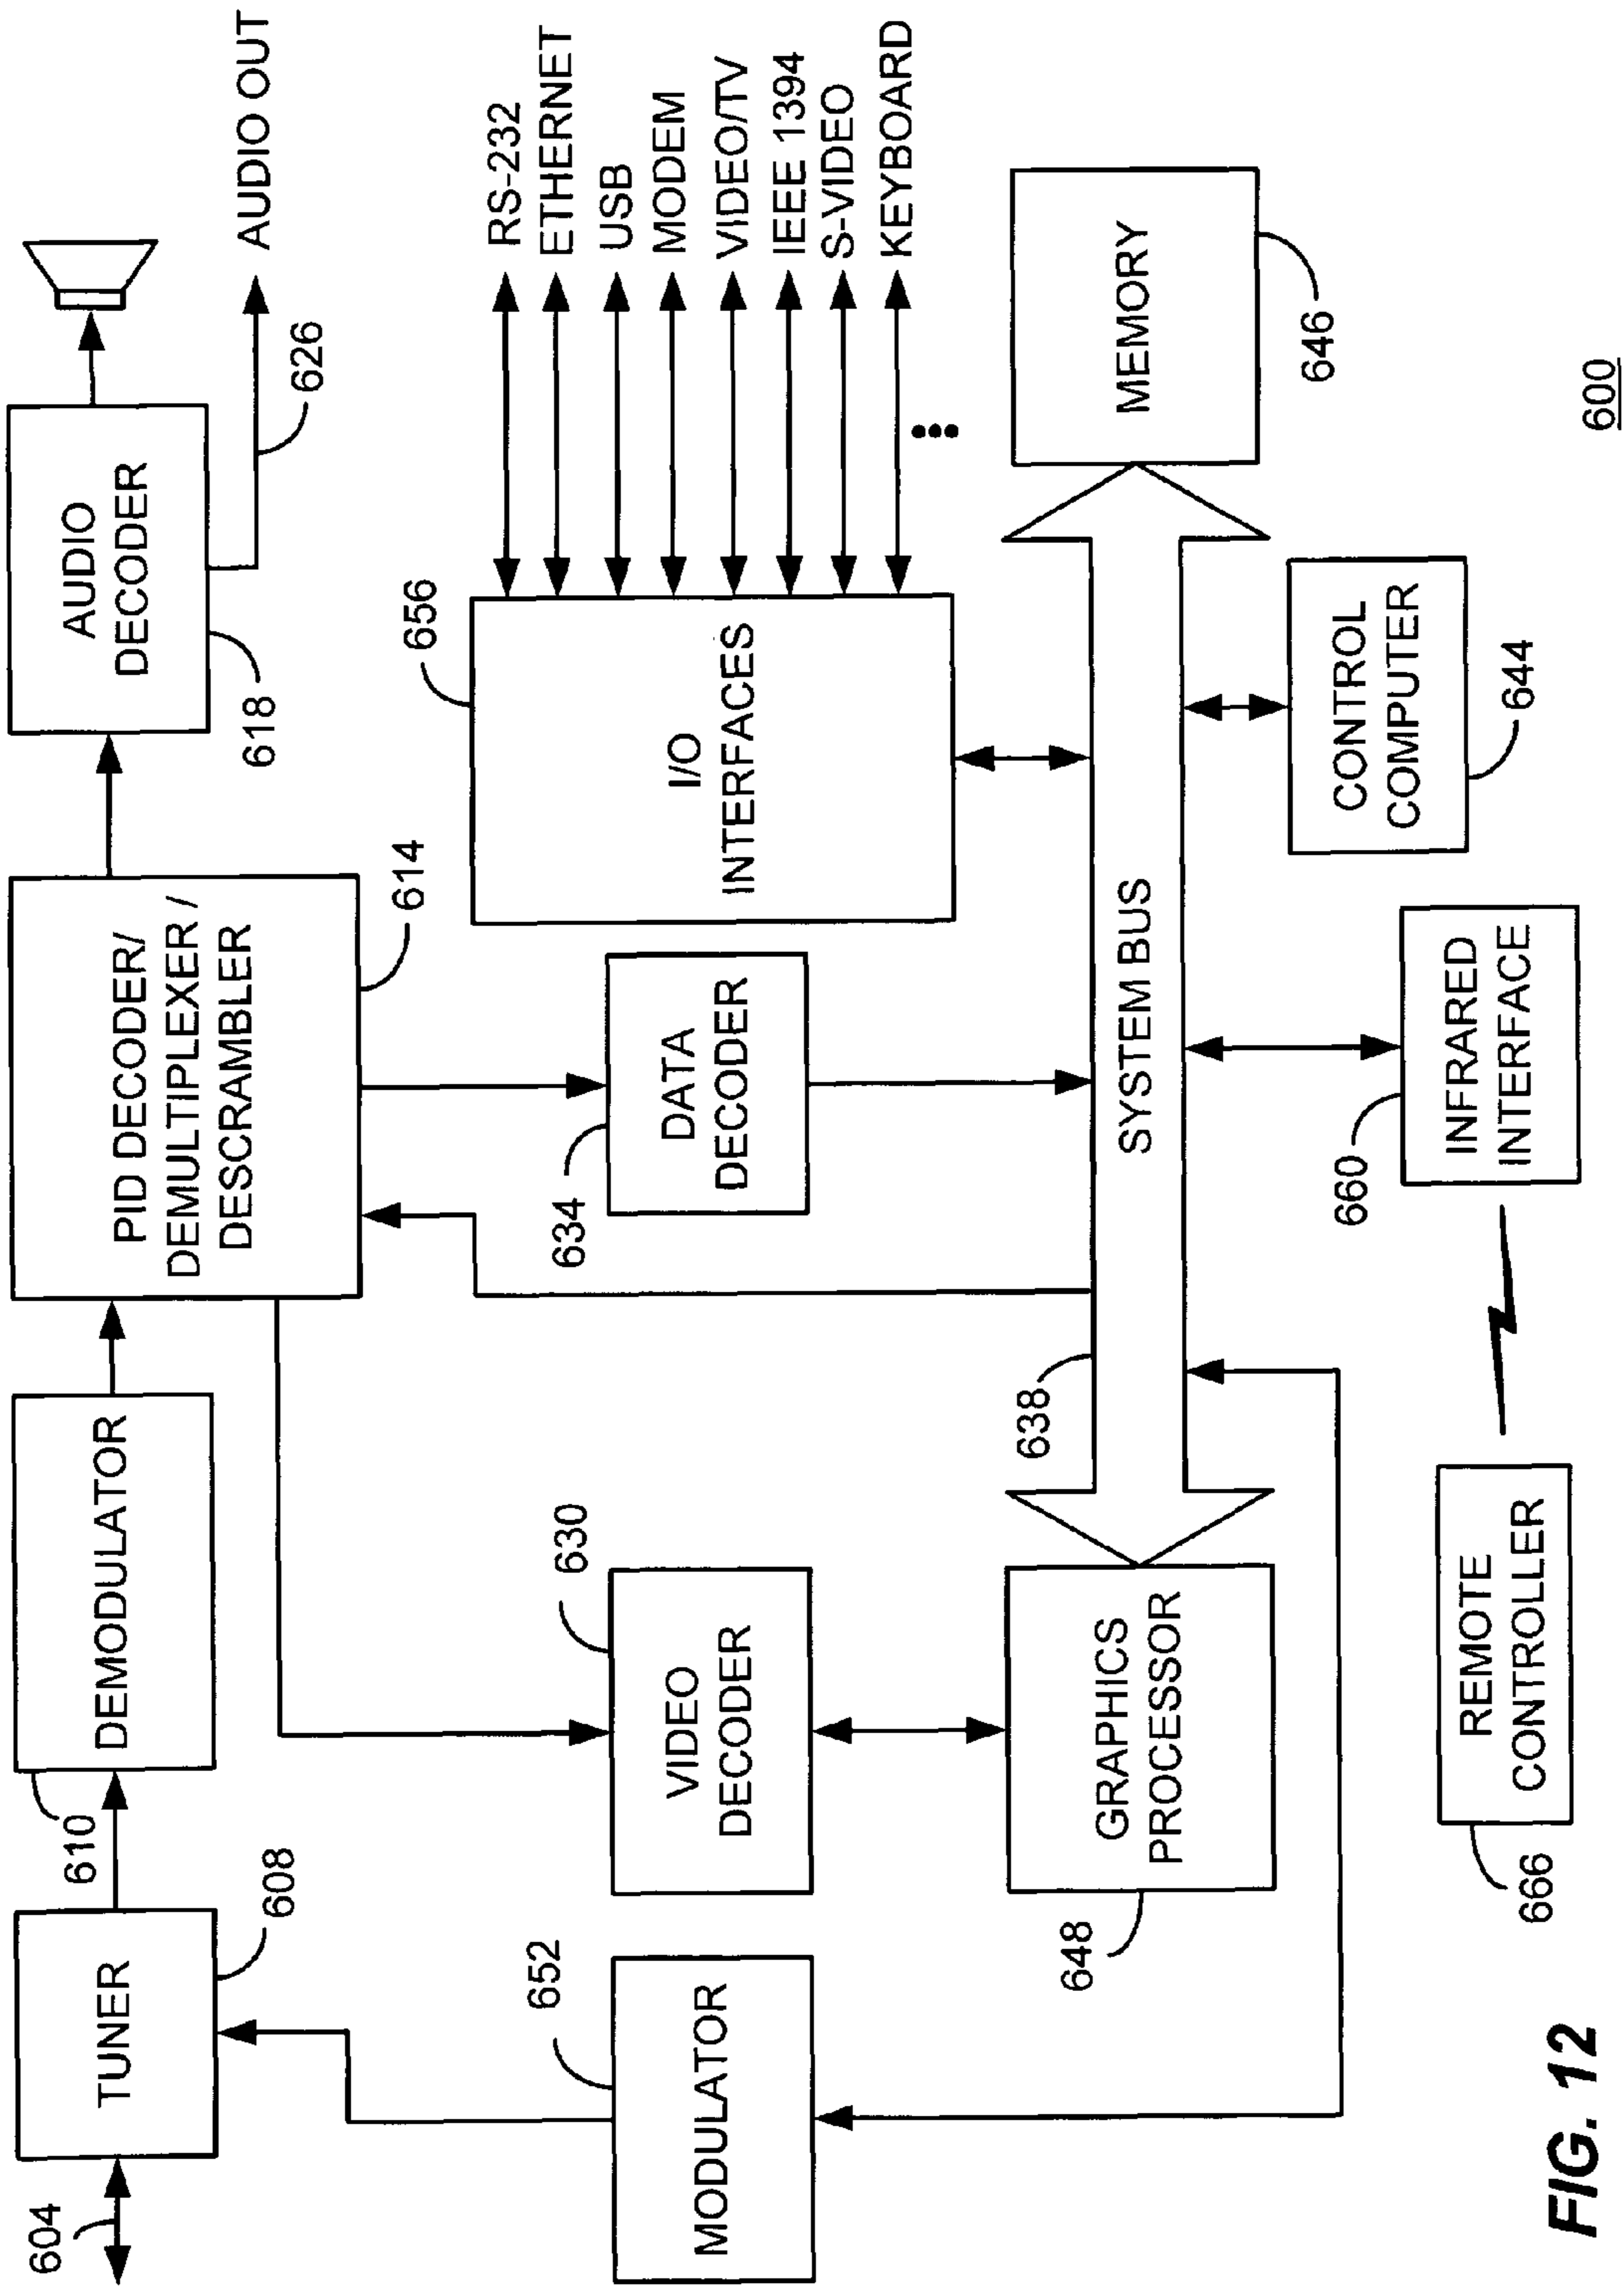 604
TUNER
608
610
DEMODULATOR
PID DECODER/
DEMULTIPLEXER /
DESCRAMBLER
614
AUDIO
DECODER
618
626
AUDIO OUT
RS-232
ETHERNET
USB
MODEM
VIDEO/TV
IEEE 1394
S-VIDEO
KEYBOARD
656
I/O
INTERFACES
634
DATA
DECODER
630
VIDEO
DECODER
652
MODULATOR
648
GRAPHICS
PROCESSOR
638
SYSTEM BUS
MEMORY
646
CONTROL
COMPUTER
644
660
INFRARED
INTERFACE
REMOTE
CONTROLLER
666
600
FIG. 12